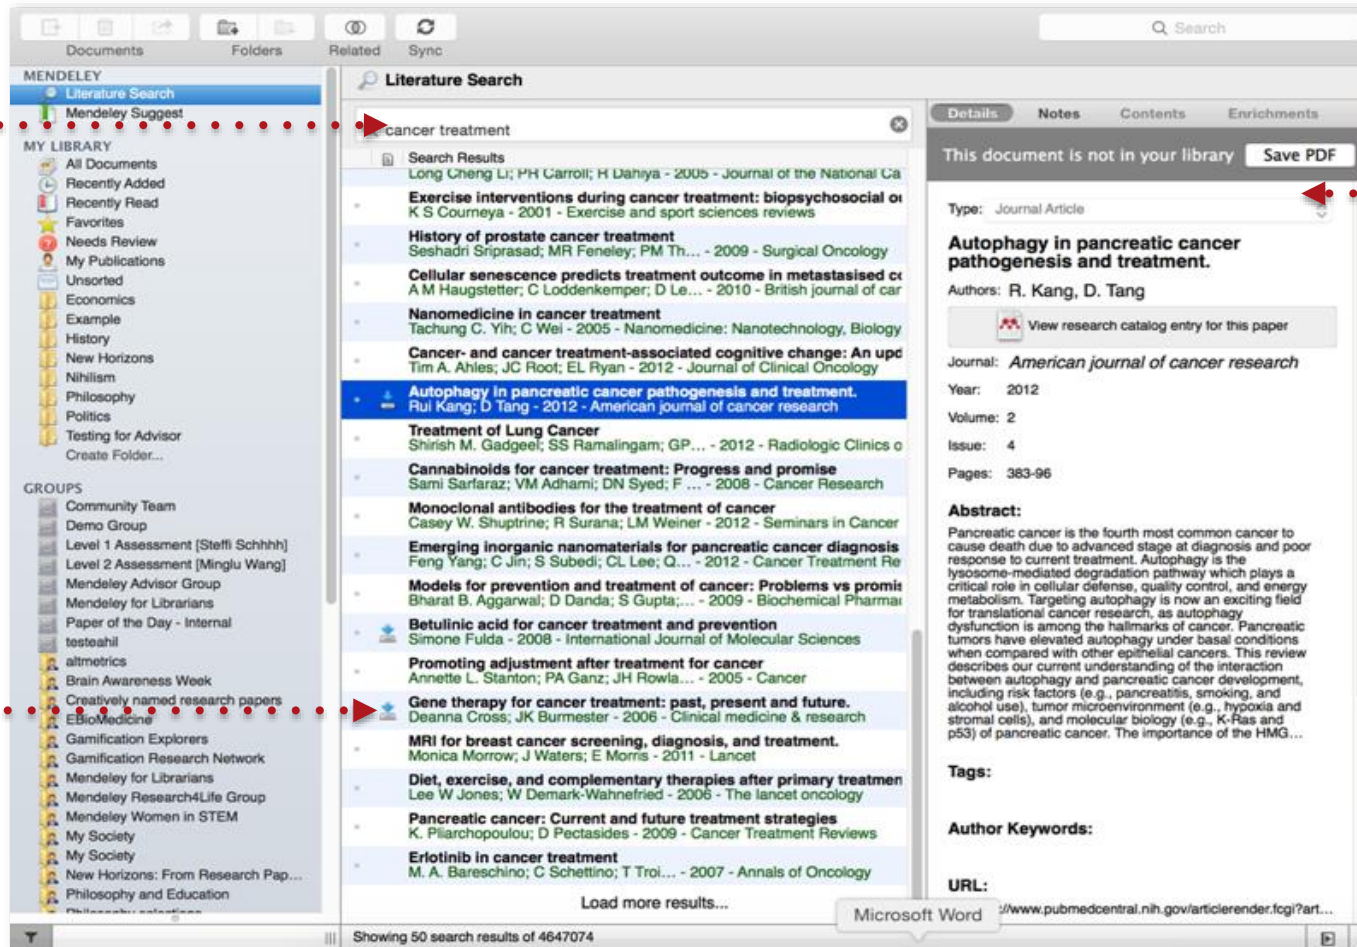 Documents
Folders
Related
Sync
Search
MENDELEY
Literature Search
Mendeley Suggest
MY LIBRARY
All Documents
Recently Added
Recently Read
Favorites
Needs Review
My Publications
Unsorted
Economics
Example
History
New Horizons
Nihilism
Philosophy
Politics
Testing for Advisor
Create Folder...
GROUPS
Community Team
Demo Group
Level 1 Assessment [Steffi Schhhh]
Level 2 Assessment [Minglu Wang]
Mendeley Advisor Group
Mendeley for Librarians
Paper of the Day - Internal
testeahil
altmetrics
Brain Awareness Week
Creatively named research papers
EBioMedicine
Gamification Explorers
Gamification Research Network
Mendeley for Librarians
Mendeley Research4Life Group
Mendeley Women in STEM
My Society
My Society
New Horizons: From Research Pap...
Philosophy and Education
Literature Search
cancer treatment
Search Results
Long Cheng Li; PR Carroll; R Dahiya - 2005 - Journal of the National Ca
Exercise interventions during cancer treatment: biopsychosocial
K S Courneya - 2001 - Exercise and sport sciences reviews
History of prostate cancer treatment
Seshadri Sriprasad; MR Feneley; PM Th... - 2009 - Surgical Oncology
Cellular senescence predicts treatment outcome in metastasised
A M Haugstetter; C Loddenkemper; D Le... - 2010 - British journal of car
Nanomedicine in cancer treatment
Tachung C. Yih; C Wei - 2005 - Nanomedicine: Nanotechnology, Biology
Cancer- and cancer treatment-associated cognitive change: An upd
Tim A. Ahles; JC Root; EL Ryan - 2012 - Journal of Clinical Oncology
Autophagy in pancreatic cancer pathogenesis and treatment.
Rui Kang; D Tang - 2012 - American journal of cancer research
Treatment of Lung Cancer
Shirish M. Gadgeel; SS Ramalingam; GP... - 2012 - Radiologic Clinics o
Cannabinoids for cancer treatment: Progress and promise
Sami Sarfaraz; VM Adhami; DN Syed; F ... - 2008 - Cancer Research
Monoclonal antibodies for the treatment of cancer
Casey W. Shuptrine; R Surana; LM Weiner - 2012 - Seminars in Cancer
Emerging inorganic nanomaterials for pancreatic cancer diagnosis
Feng Yang; C Jin; S Subedi; CL Lee; Q... - 2012 - Cancer Treatment Re
Models for prevention and treatment of cancer: Problems vs promis
Bharat B. Aggarwal; D Danda; S Gupta;... - 2009 - Biochemical Pharmac
Betulinic acid for cancer treatment and prevention
Simone Fulda - 2008 - International Journal of Molecular Sciences
Promoting adjustment after treatment for cancer
Annette L. Stanton; PA Ganz; JH Rowla... - 2005 - Cancer
Gene therapy for cancer treatment: past, present and future.
Deanna Cross; JK Burmester - 2006 - Clinical medicine & research
MRI for breast cancer screening, diagnosis, and treatment.
Monica Morrow; J Waters; E Morris - 2011 - Lancet
Diet, exercise, and complementary therapies after primary treatmen
Lee W Jones; W Demark-Wahnefried - 2006 - The lancet oncology
Pancreatic cancer: Current and future treatment strategies
K. Pliarchopoulou; D Pectasides - 2009 - Cancer Treatment Reviews
Erlotinib in cancer treatment
M. A. Bareschino; C Schettino; T Troi... - 2007 - Annals of Oncology
Load more results...
Showing 50 search results of 4647074
Microsoft Word
Details
Notes
Contents
Enrichments
This document is not in your library
Save PDF
Type: Journal Article
Autophagy in pancreatic cancer
pathogenesis and treatment.
Authors: R. Kang, D. Tang
View research catalog entry for this paper
Journal: American journal of cancer research
Year: 2012
Volume: 2
Issue: 4
Pages: 383-96
Abstract:
Pancreatic cancer is the fourth most common cancer to
cause death due to advanced stage at diagnosis and poor
response to current treatment. Autophagy is the
lysosome-mediated degradation pathway which plays a
critical role in cellular defense, quality control, and energy
metabolism. Targeting autophagy is now an exciting field
for translational cancer research, as autophagy
dysfunction is among the hallmarks of cancer. Pancreatic
tumors have elevated autophagy under basal conditions
when compared with other epithelial cancers. This review
describes our current understanding of the interaction
between autophagy and pancreatic cancer development,
including risk factors (e.g., pancreatitis, smoking, and
alcohol use), tumor microenvironment (e.g., hypoxia and
stromal cells), and molecular biology (e.g., K-Ras and
p53) of pancreatic cancer. The importance of the HMG...
Tags:
Author Keywords:
URL:
://www.pubmedcentral.nih.gov/articlerender.fcgi?art...